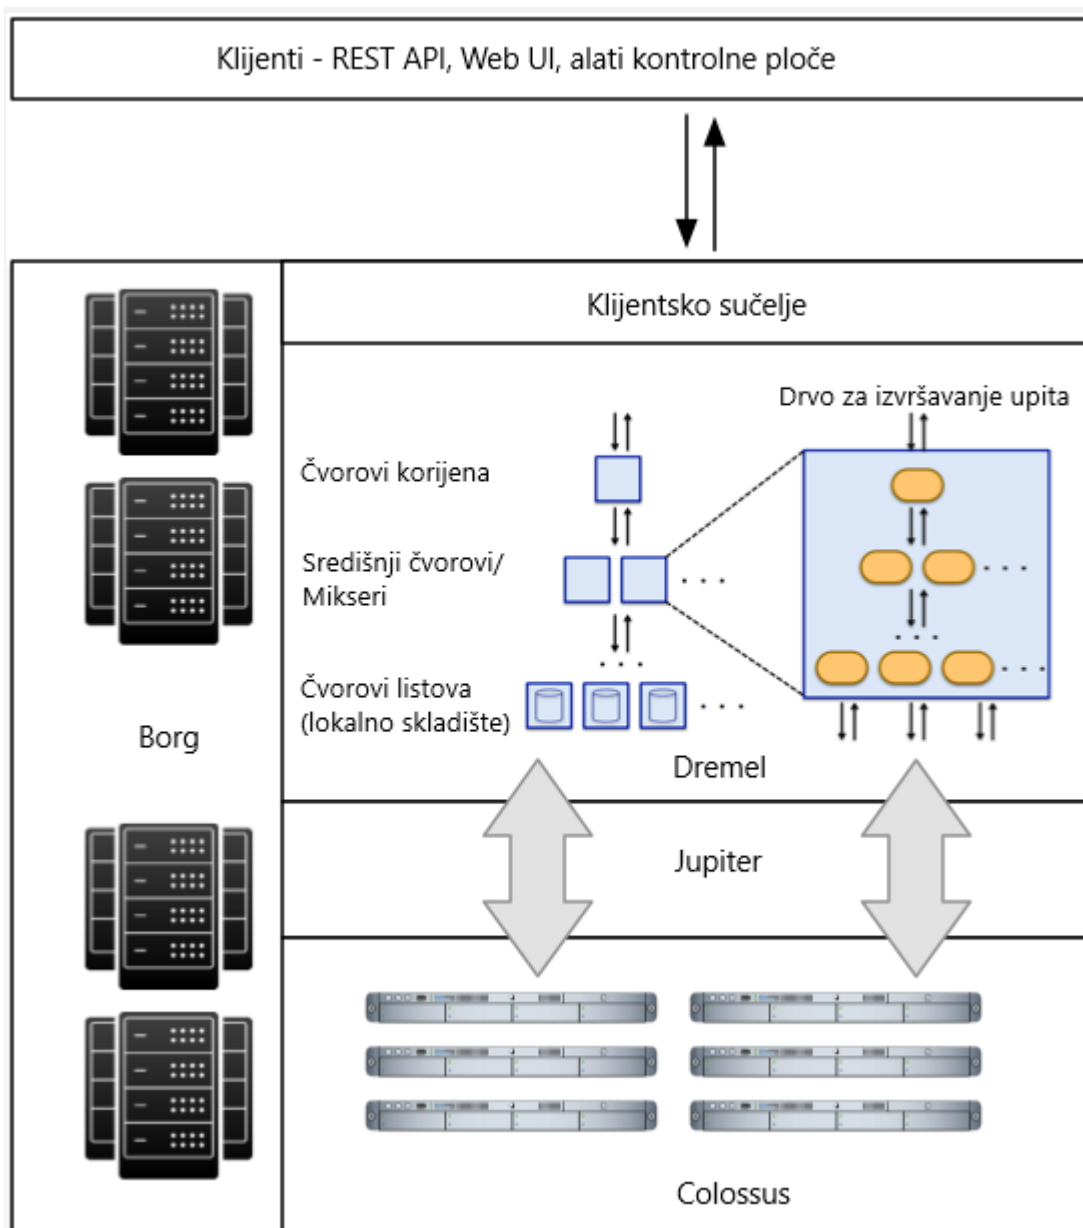 Klijenti - REST API, Web UI, alati kontrolne ploče
Klijentsko sučelje
Drvo za izvršavanje upita
Čvorovi korijena
Središnji čvorovi/
Mikseri
Čvorovi listova
(lokalno skladište)
Borg
Dremel
Jupiter
Colossus